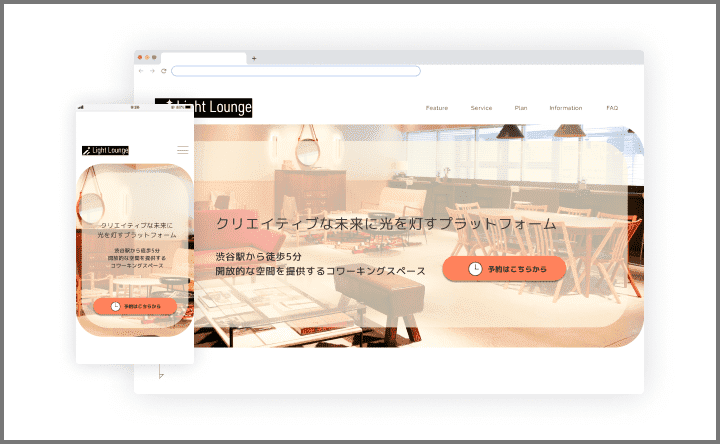 Light Lounge
Feature Service Plan Information FAQ
クリエイティブな未来に光を灯すプラットフォーム
渋谷駅から徒歩5分
開放的な空間を提供するコワーキングスペース
予約はこちらから
Light Lounge
クリエイティブな未来に
光を灯すプラットフォーム
渋谷駅から徒歩5分
開放的な空間を提供する
コワーキングスペース
予約はこちらから